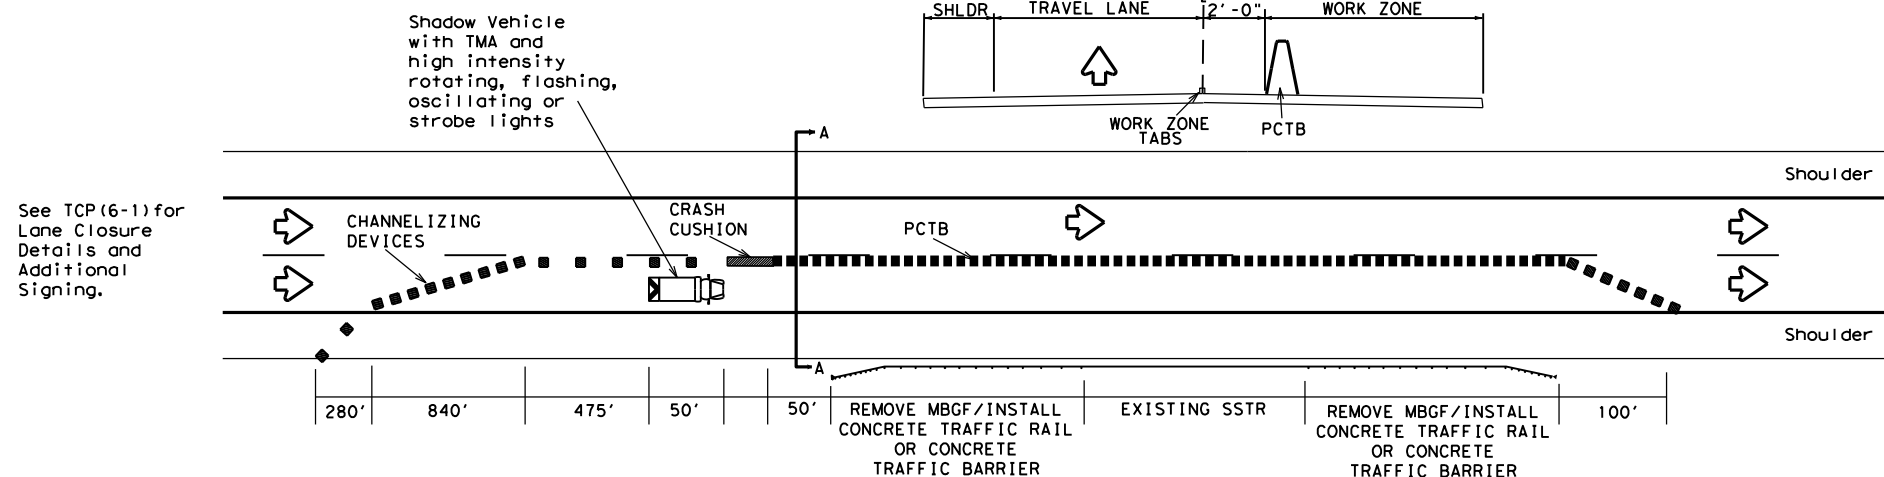 Shadow Vehicle
with TMA and
high intensity
rotating, flashing,
oscillating or
strobe lights
SHLDR
TRAVEL LANE
2'-0"
WORK ZONE
WORK ZONE
TABS
PCTB
A
Shoulder
See TCP(6-1)for
Lane Closure
Details and
Additional
Signing.
CHANNELIZING
DEVICES
CRASH
CUSHION
PCTB
Shoulder
A
280'
840'
475'
50'
50'
REMOVE MBGF/INSTALL
CONCRETE TRAFFIC RAIL
OR CONCRETE
TRAFFIC BARRIER
EXISTING SSTR
REMOVE MBGF/INSTALL
CONCRETE TRAFFIC RAIL
OR CONCRETE
TRAFFIC BARRIER
100'